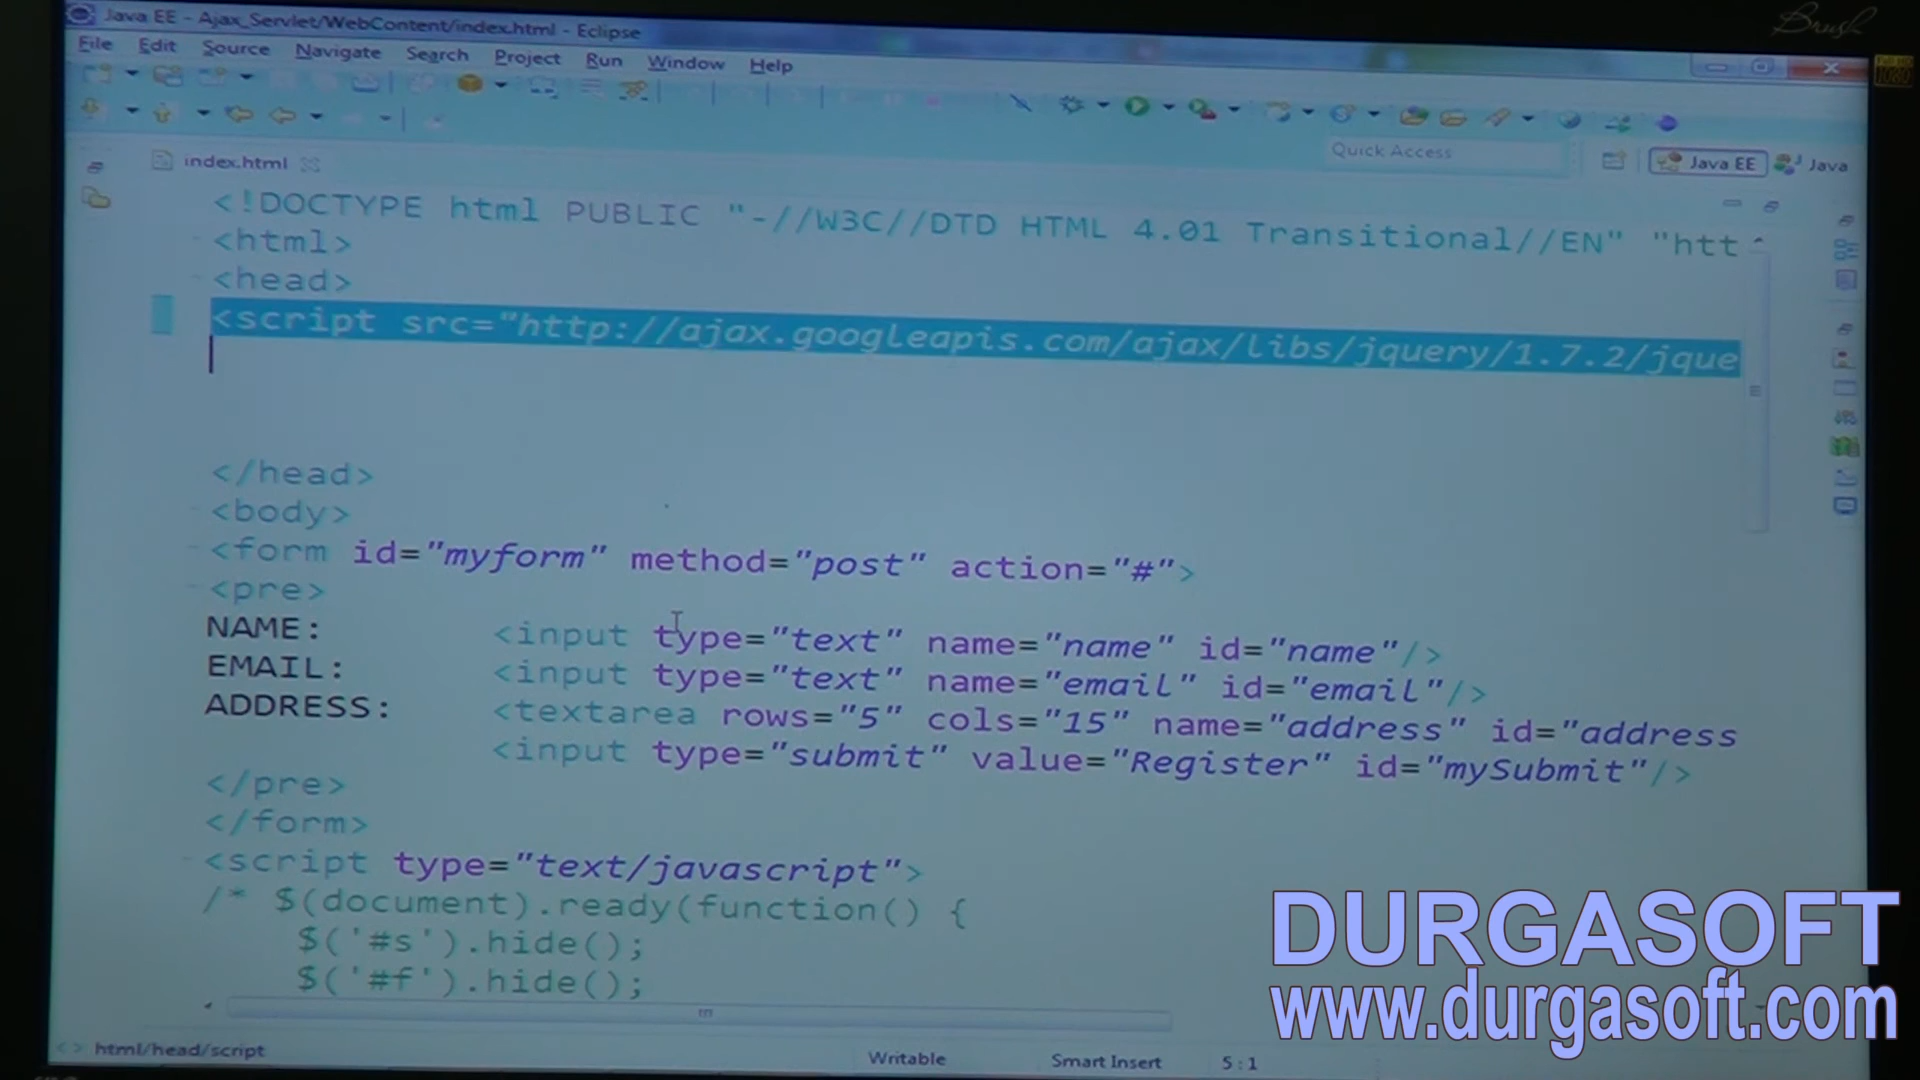 Brush
Java EE - Ajax_Servlet/WebContent/index.html - Eclipse
File Edit Source Navigate Search Project Run Window Help
Quick Access
Java EE
Java
index.html
<!DOCTYPE html PUBLIC "-//W3C//DTD HTML 4.01 Transitional//EN" "htt
<html>
<head>
<script src="http://ajax.googleapis.com/ajax/libs/jquery/1.7.2/jque
</head>
<body>
<form id="myform" method="post" action="#">
<pre>
NAME: <input type="text" name="name" id="name"/>
EMAIL: <input type="text" name="email" id="email"/>
ADDRESS: <textarea rows="5" cols="15" name="address" id="address
<input type="submit" value="Register" id="mySubmit"/>
</pre>
</form>
<script type="text/javascript">
/* $(document).ready(function() {
$('#s').hide();
$('#f').hide();
DURGASOFT
www.durgasoft.com
html/head/script
Writable
Smart Insert
5 : 1